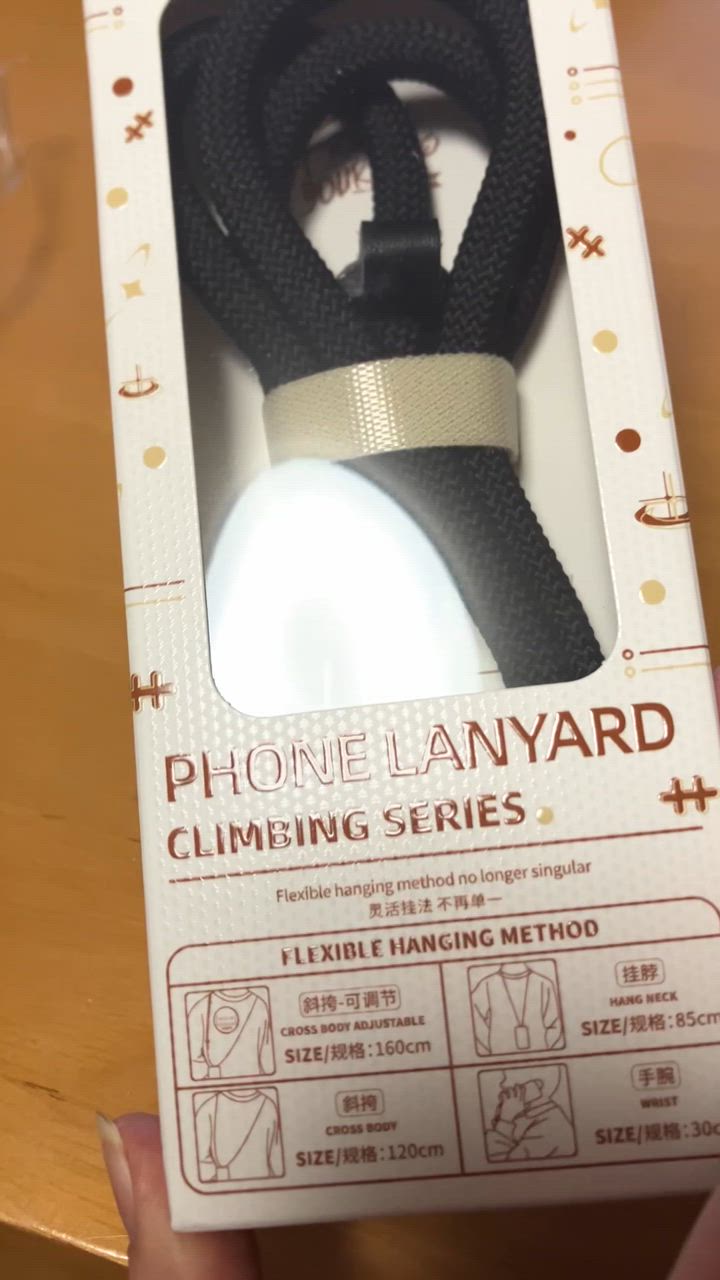 PHONE LANYARD
CLIMBING SERIES
Flexible hanging method no longer singular
灵活挂法 不再单一
FLEXIBLE HANGING METHOD
斜挎-可调节
CROSS BODY ADJUSTABLE
SIZE/规格:160cm
挂脖
HANG NECK
SIZE/规格:85cm
斜挎
CROSS BODY
SIZE/规格:120cm
手腕
WRIST
SIZE/规格:30c